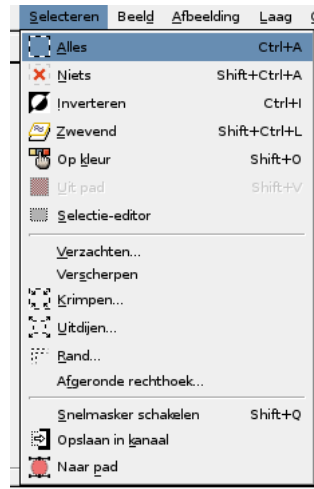 Selecteren Beeld Afbeelding Laag
Alles Ctrl+A
Niets Shift+Ctrl+A
Inverteren Ctrl+I
Zwevend Shift+Ctrl+L
Op kleur Shift+O
Uit pad Shift+V
Selectie-editor
Verzachten...
Verscherpen
Krimpen...
Uitdijen...
Rand...
Afgeronde rechthoek...
Snelmasker schakelen Shift+Q
Opslaan in kanaal
Naar pad